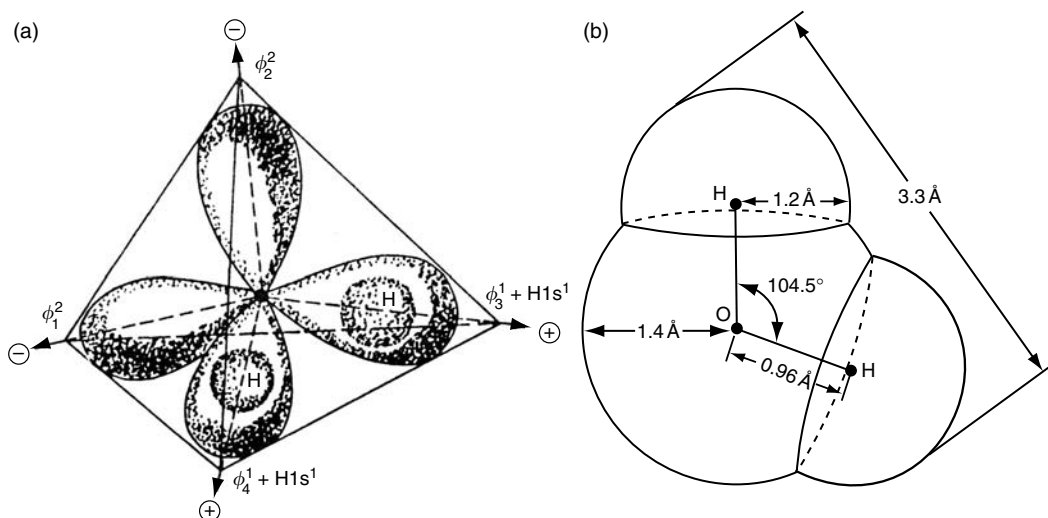 (a)
⊖
ϕ₂²
H
ϕ₁²
⊖
ϕ₃¹ + H1s¹
⊕
H
ϕ₄¹ + H1s¹
⊕
(b)
H
1.2 Å
3.3 Å
104.5°
O
1.4 Å
0.96 Å
H